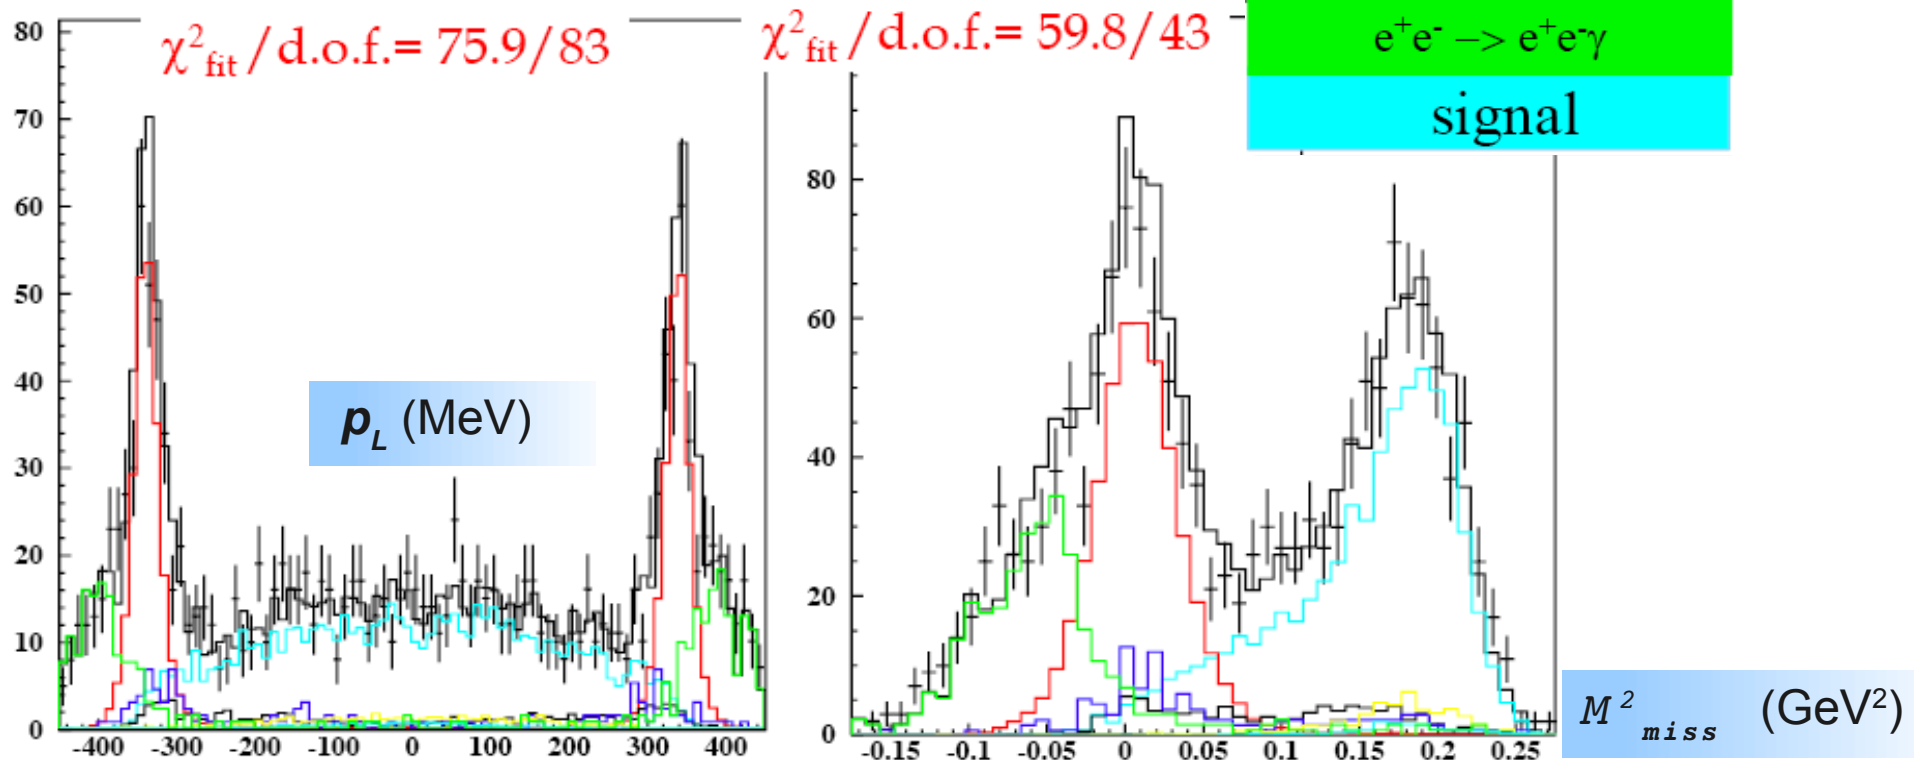 χ²fit / d.o.f.= 75.9/83
χ²fit / d.o.f.= 59.8/43
e⁺e⁻ –> e⁺e⁻γ
signal
80
70
60
50
40
30
20
10
0
-400 -300 -200 -100 0 100 200 300 400
pL (MeV)
80
60
40
20
0
-0.15 -0.1 -0.05 0 0.05 0.1 0.15 0.2 0.25
M²miss (GeV²)